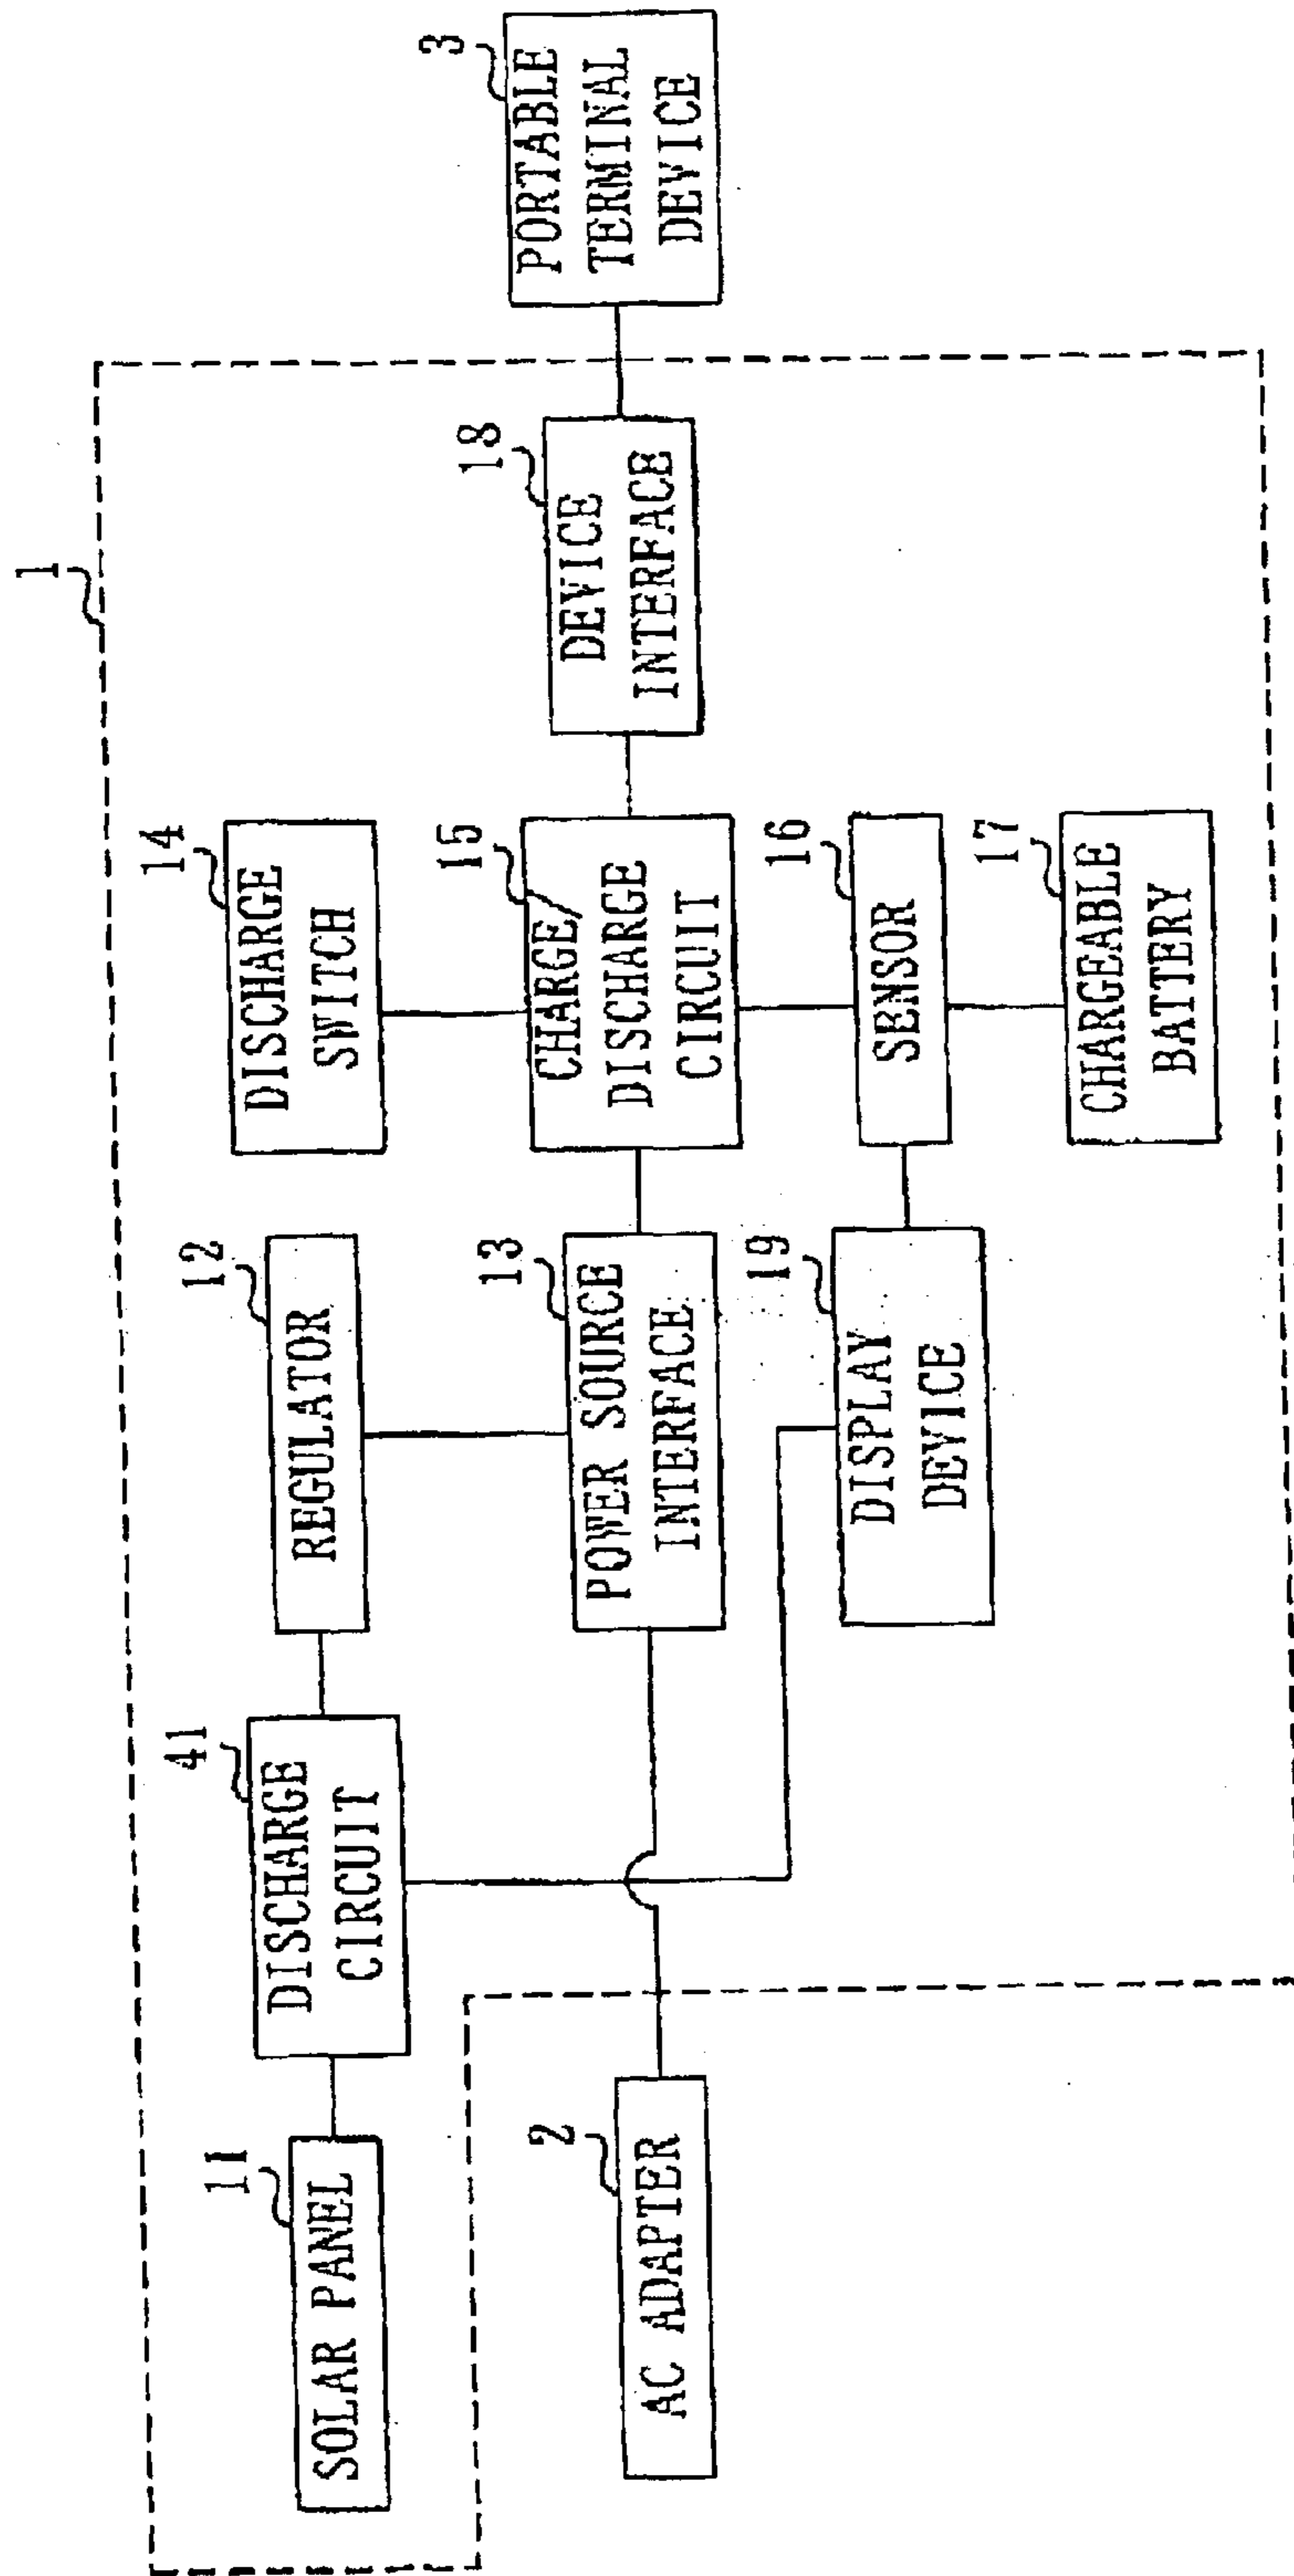 1
11
SOLAR PANEL
41
DISCHARGE
CIRCUIT
12
REGULATOR
14
DISCHARGE
SWITCH
2
AC ADAPTER
13
POWER SOURCE
INTERFACE
15
CHARGE/
DISCHARGE
CIRCUIT
18
DEVICE
INTERFACE
3
PORTABLE
TERMINAL
DEVICE
19
DISPLAY
DEVICE
16
SENSOR
17
CHARGEABLE
BATTERY